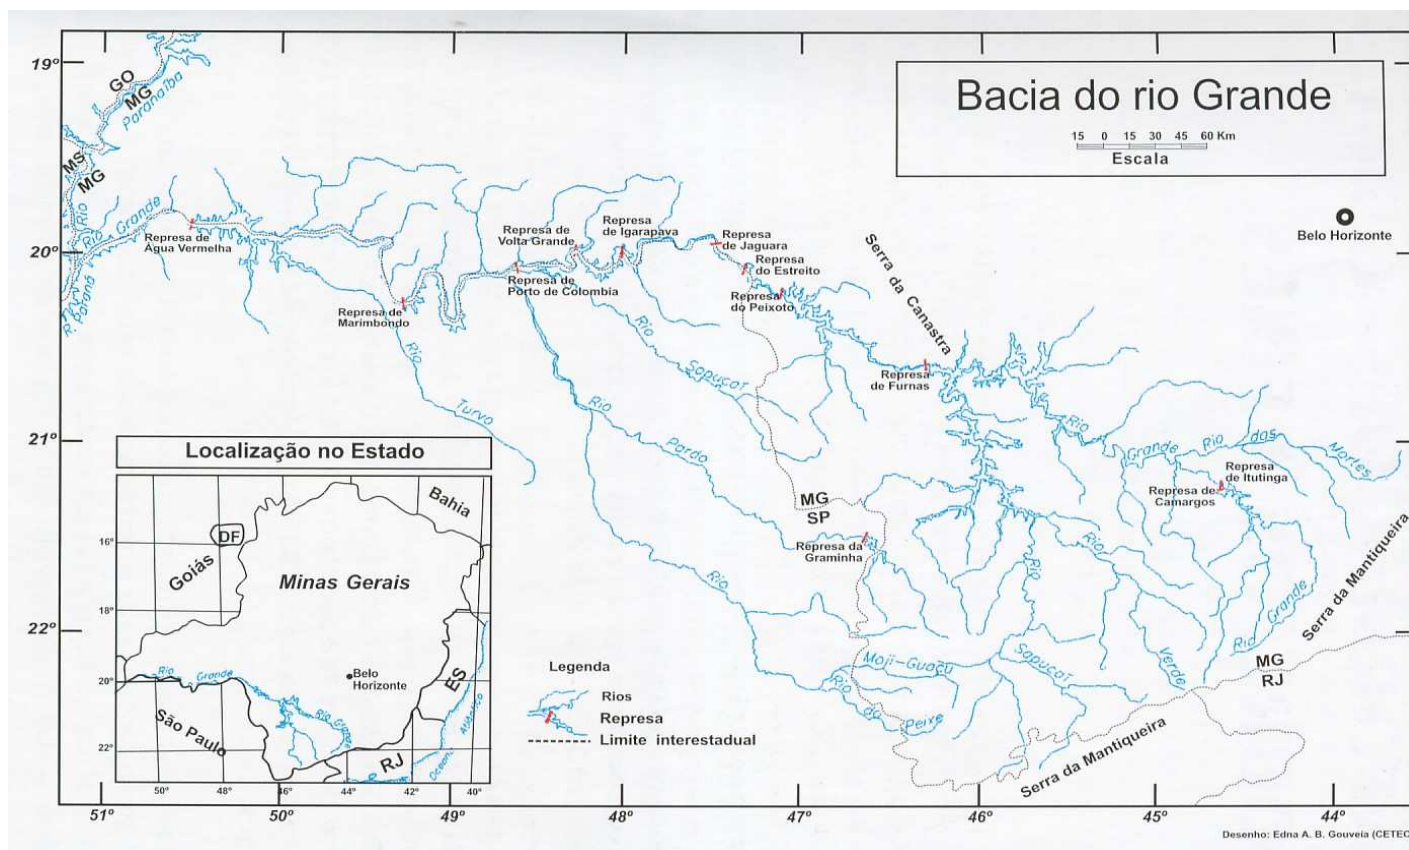 Bacia do rio Grande
15 0 15 30 45 60 Km
Escala
19º
20º
21º
22º
51º
50º
49º
48º
47º
46º
45º
44º
GO
MG
Paranaíba
MS
MG
Rio
R. Paraná
Rio Grande
Represa de
Água Vermelha
Represa de
Marimbondo
Represa de
Volta Grande
Represa de
Porto de Colombia
Represa
de Igarapava
Represa
de Jaguara
Represa
do Estreito
Represa
do Peixoto
Serra da Canastra
Represa
de Furnas
Belo Horizonte
Rio Turvo
Rio Sapucaí
Rio Pardo
Rio Grande
Rio das Mortes
Represa
de Itutinga
Represa de
Camargos
MG
SP
Represa da
Graminha
Rio
Moji-Guaçu
Rio do Peixe
Rio
Sapucaí
Rio
Verde
Rio Grande
Serra da Mantiqueira
MG
RJ
Serra da Mantiqueira
Localização no Estado
Bahia
DF
Goiás
Minas Gerais
Belo
Horizonte
ES
Rio Grande
Rio Grande
São Paulo
RJ
Oceano Atlântico
16º
18º
20º
22º
50º
48º
46º
44º
42º
40º
Legenda
Rios
Represa
Limite interestadual
Desenho: Edna A. B. Gouveia (CETEC